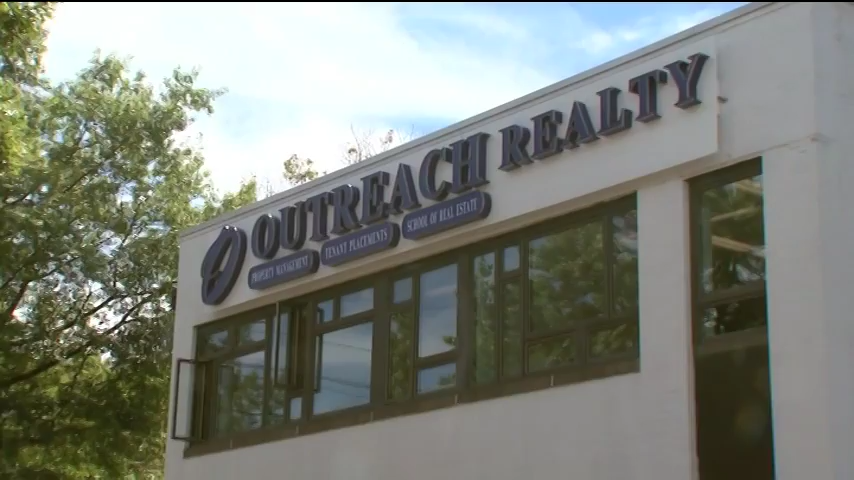 OUTREACH REALTY
PROPERTY MANAGEMENT
TENANT PLACEMENTS
SCHOOL OF REAL ESTATE